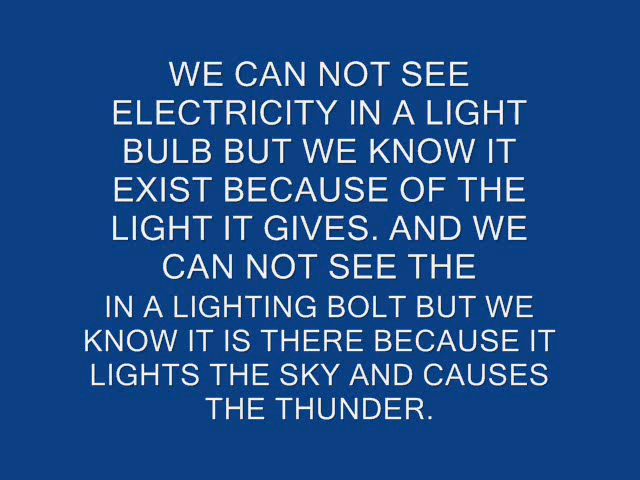 WE CAN NOT SEE
ELECTRICITY IN A LIGHT
BULB BUT WE KNOW IT
EXIST BECAUSE OF THE
LIGHT IT GIVES. AND WE
CAN NOT SEE THE
IN A LIGHTING BOLT BUT WE
KNOW IT IS THERE BECAUSE IT
LIGHTS THE SKY AND CAUSES
THE THUNDER.